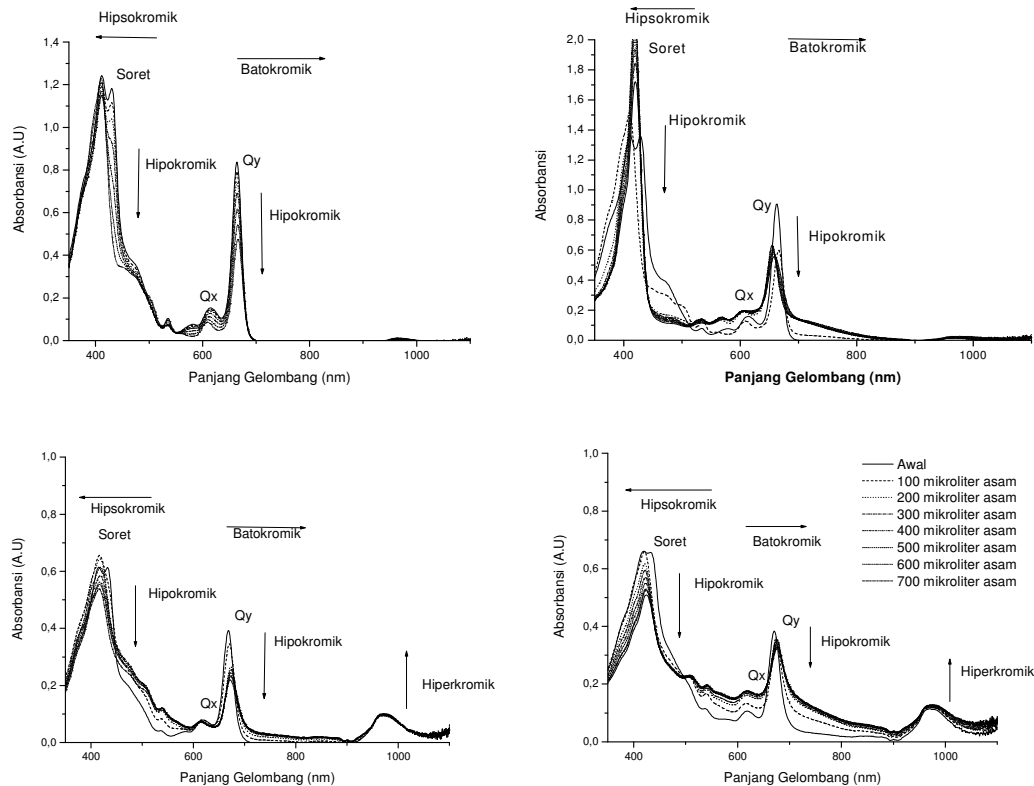 Hipsokromik
Batokromik
Soret
Hipokromik
Qy
Hipokromik
Qx
Absorbansi (A.U)
1,4
1,2
1,0
0,8
0,6
0,4
0,2
0,0
400 600 800 1000
Panjang Gelombang (nm)
Hipsokromik
Batokromik
Soret
Hipokromik
Qy
Hipokromik
Qx
Absorbansi
2,0
1,8
1,6
1,4
1,2
1,0
0,8
0,6
0,4
0,2
0,0
400 600 800 1000
Panjang Gelombang (nm)
Hipsokromik
Batokromik
Soret
Hipokromik
Qy
Hipokromik
Qx
Hiperkromik
Absorbansi (A.U)
1,0
0,8
0,6
0,4
0,2
0,0
400 600 800 1000
Panjang Gelombang (nm)
Awal
100 mikroliter asam
200 mikroliter asam
300 mikroliter asam
400 mikroliter asam
500 mikroliter asam
600 mikroliter asam
700 mikroliter asam
Hipsokromik
Batokromik
Soret
Hipokromik
Qy
Hipokromik
Qx
Hiperkromik
Absorbansi (A.U)
1,0
0,8
0,6
0,4
0,2
0,0
400 600 800 1000
Panjang Gelombang (nm)